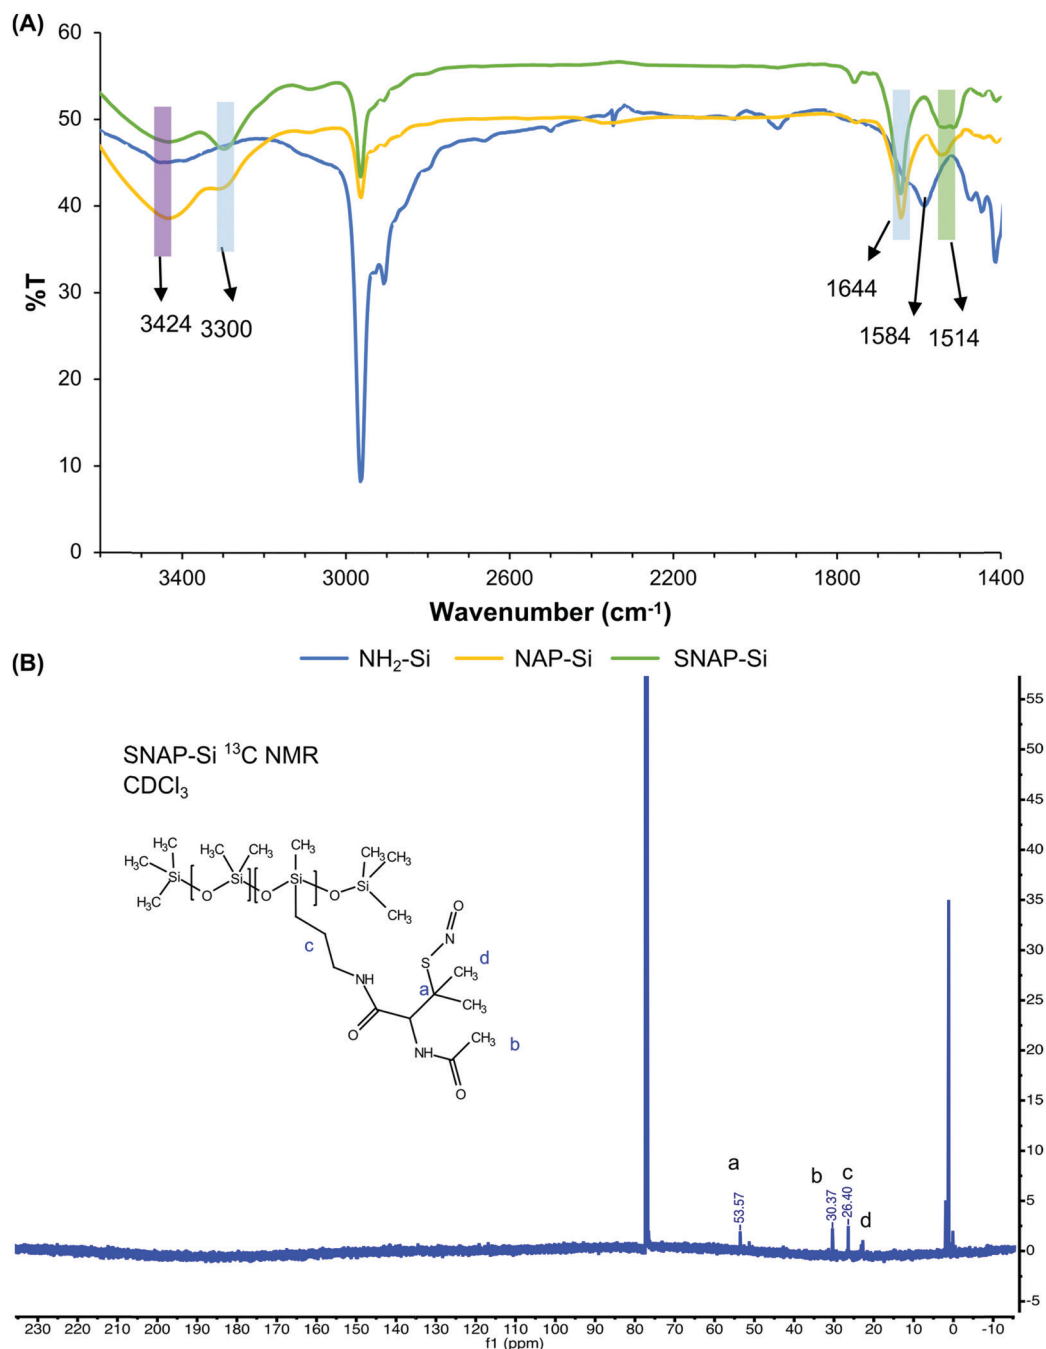 (A)
60
50
40
30
20
10
0
%T
3424
3300
1644
1584
1514
3400
3000
2600
2200
1800
1400
Wavenumber (cm⁻¹)
NH₂-Si
NAP-Si
SNAP-Si
(B)
SNAP-Si ¹³C NMR
CDCl₃
H₃C
CH₃
H₃C
CH₃
CH₃
CH₃
H₃C
CH₃
Si
Si
Si
Si
O
O
O
H₃C
CH₃
O
N
c
S
d
CH₃
NH
a
CH₃
O
CH₃
b
NH
O
a
53.57
b
30.37
c
26.40
d
55
50
45
40
35
30
25
20
15
10
5
0
-5
230 220 210 200 190 180 170 160 150 140 130 120 110 100 90 80 70 60 50 40 30 20 10 0 -10
f1 (ppm)